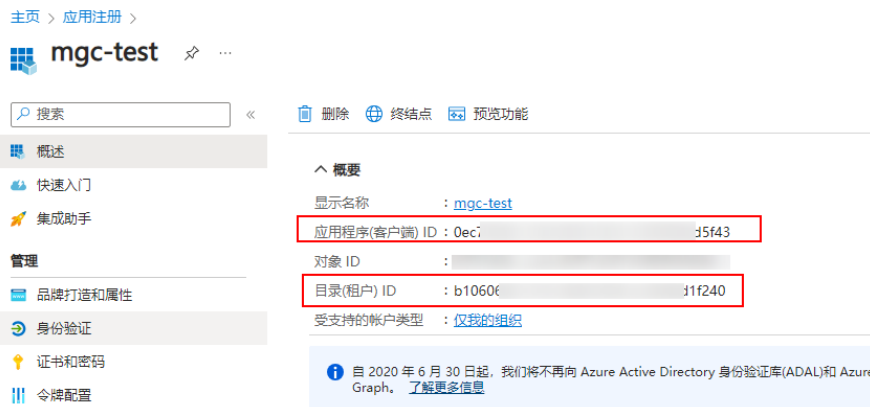 主页 > 应用注册 >
mgc-test
搜索
«
删除 终结点 预览功能
概述
快速入门
集成助手
管理
品牌打造和属性
身份验证
证书和密码
令牌配置
概要
显示名称 : mgc-test
应用程序(客户端) ID : 0ec7 d5f43
对象 ID :
目录(租户) ID : b1060 d1f240
受支持的帐户类型 : 仅我的组织
自 2020 年 6 月 30 日起，我们将不再向 Azure Active Directory 身份验证库(ADAL)和 Azure
Graph。 了解更多信息